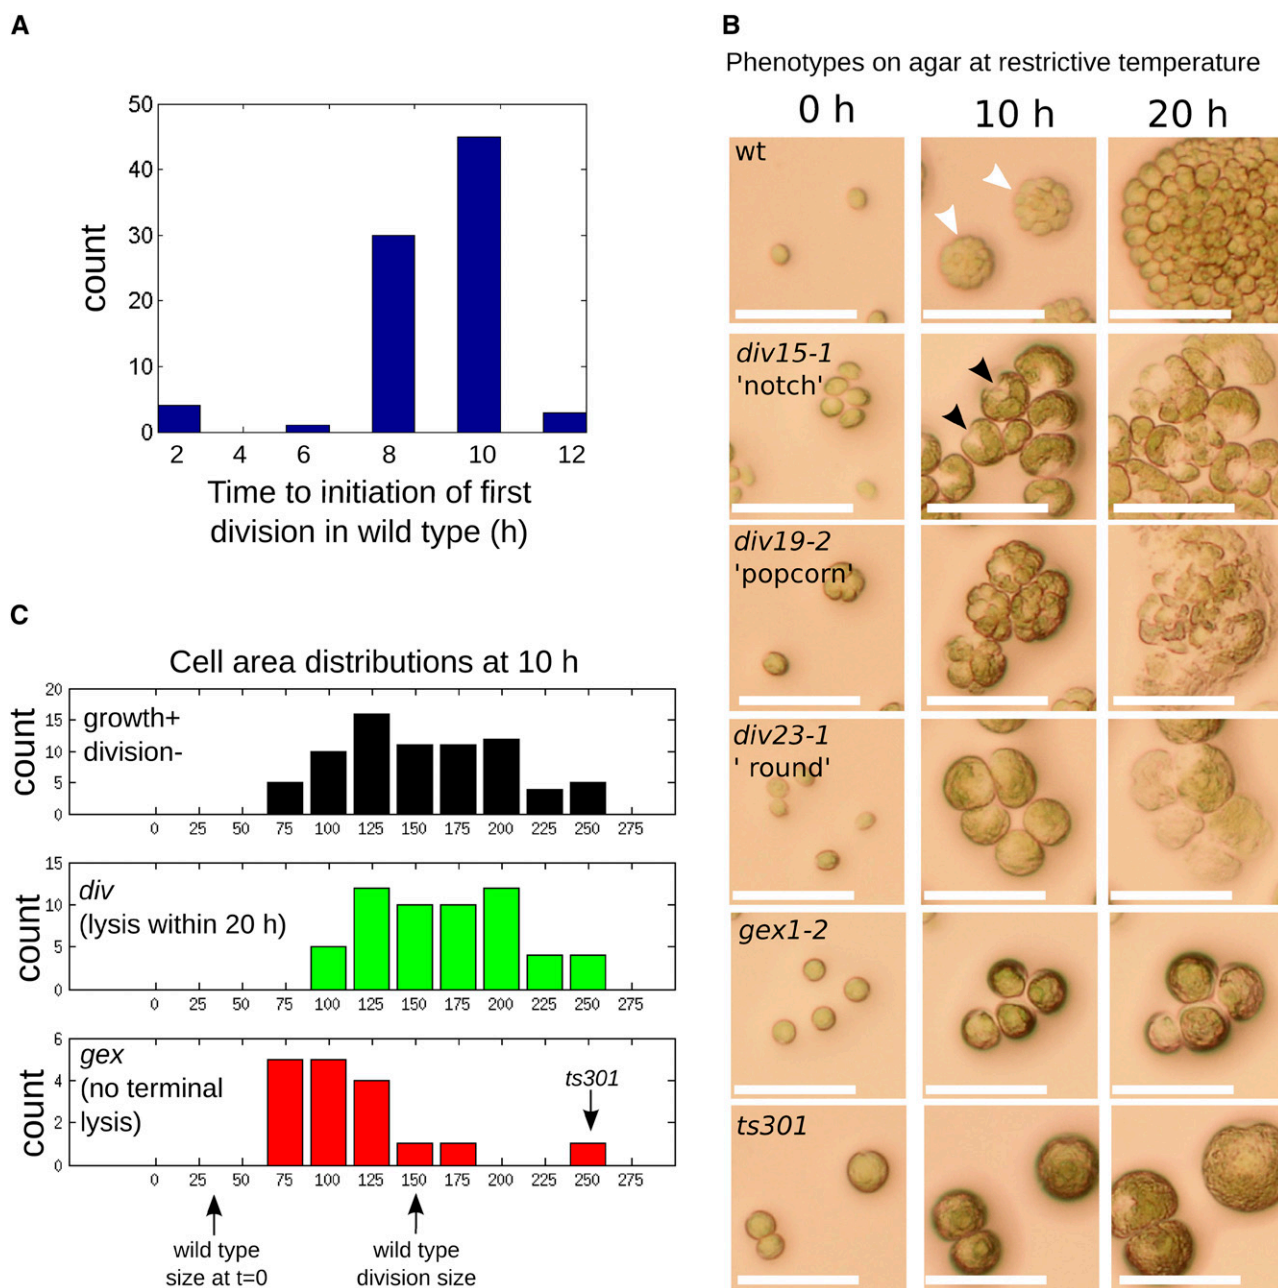 A
50
40
30
20
10
0
count
2 4 6 8 10 12
Time to initiation of first
division in wild type (h)
B
Phenotypes on agar at restrictive temperature
0 h 10 h 20 h
wt
div15-1
'notch'
div19-2
'popcorn'
div23-1
' round'
gex1-2
ts301
C
Cell area distributions at 10 h
20
15
10
5
0
count
growth+
division-
0 25 50 75 100 125 150 175 200 225 250 275
15
10
5
0
count
div
(lysis within 20 h)
0 25 50 75 100 125 150 175 200 225 250 275
6
4
2
0
count
gex
(no terminal
lysis)
ts301
0 25 50 75 100 125 150 175 200 225 250 275
wild type
size at t=0
wild type
division size